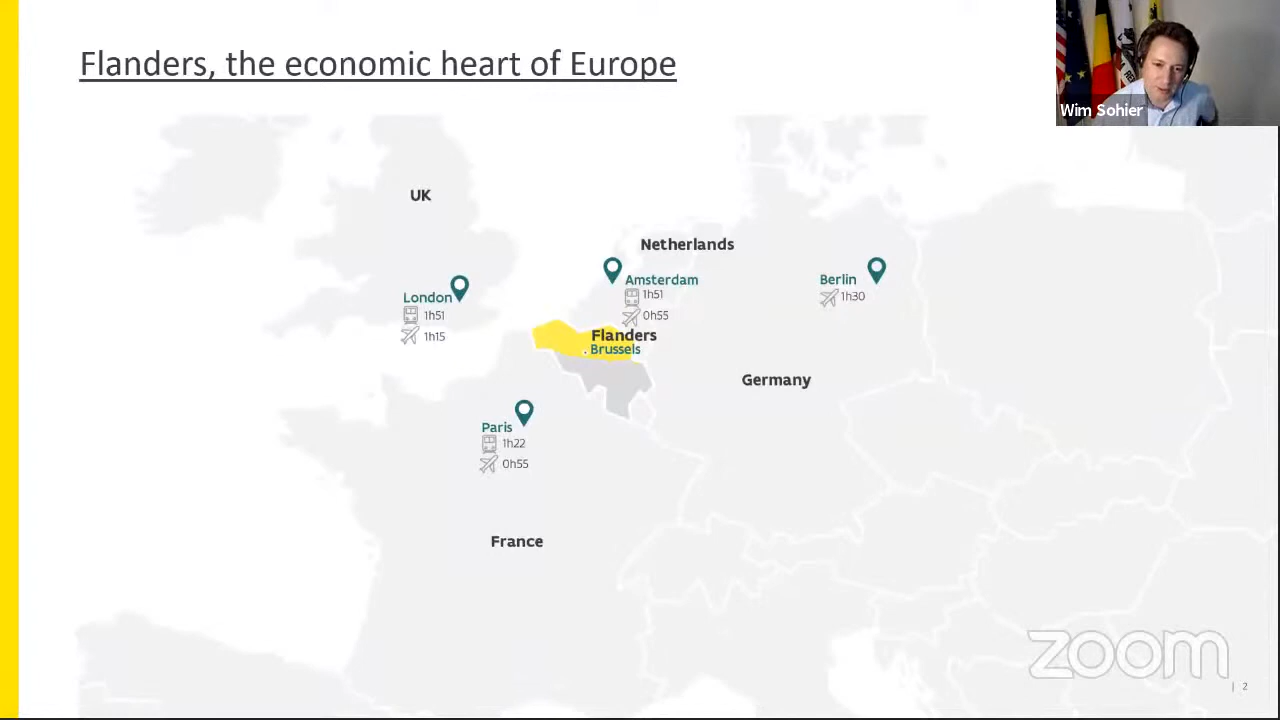 Flanders, the economic heart of Europe
Wim Sohier
UK
Netherlands
Amsterdam
1h51
0h55
Berlin
1h30
London
1h51
1h15
Flanders
Brussels
Germany
Paris
1h22
0h55
France
zoom
| 2